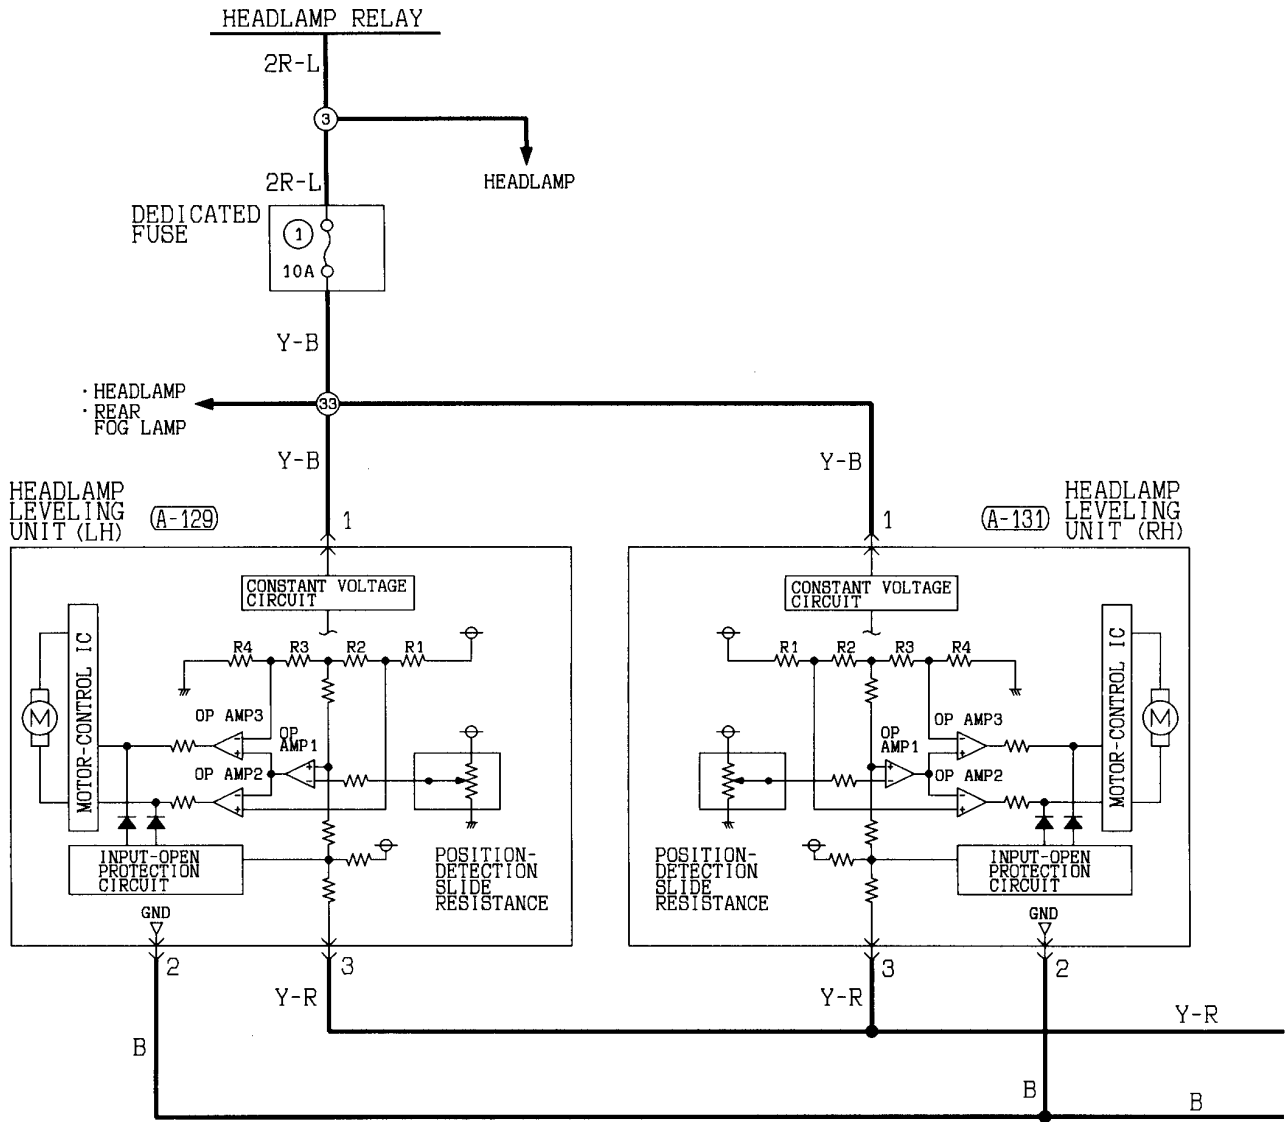 HEADLAMP RELAY
2R-L
3
HEADLAMP
2R-L
DEDICATED
FUSE
1
10A
Y-B
· HEADLAMP
· REAR
FOG LAMP
33
Y-B
Y-B
HEADLAMP
LEVELING
UNIT (LH)
A-129
1
A-131
1
HEADLAMP
LEVELING
UNIT (RH)
CONSTANT VOLTAGE
CIRCUIT
R4
R3
R2
R1
MOTOR-CONTROL IC
M
OP AMP3
OP
AMP1
OP AMP2
INPUT-OPEN
PROTECTION
CIRCUIT
POSITION-
DETECTION
SLIDE
RESISTANCE
GND
2
3
Y-R
B
CONSTANT VOLTAGE
CIRCUIT
R1
R2
R3
R4
MOTOR-CONTROL IC
M
OP AMP3
OP
AMP1
OP AMP2
POSITION-
DETECTION
SLIDE
RESISTANCE
INPUT-OPEN
PROTECTION
CIRCUIT
GND
3
2
Y-R
Y-R
B
B